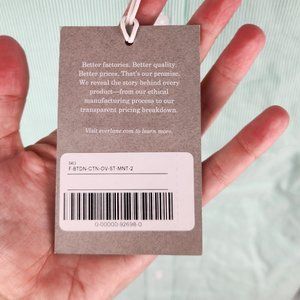 Better factories. Better quality.
Better prices. That's our promise.
We reveal the story behind every
product—from our ethical
manufacturing process to our
transparent pricing breakdown.
Visit everlane.com to learn more.
SKU
F-BTDN-CTN-OV-ST-MNT-2
0-00000-92698-0